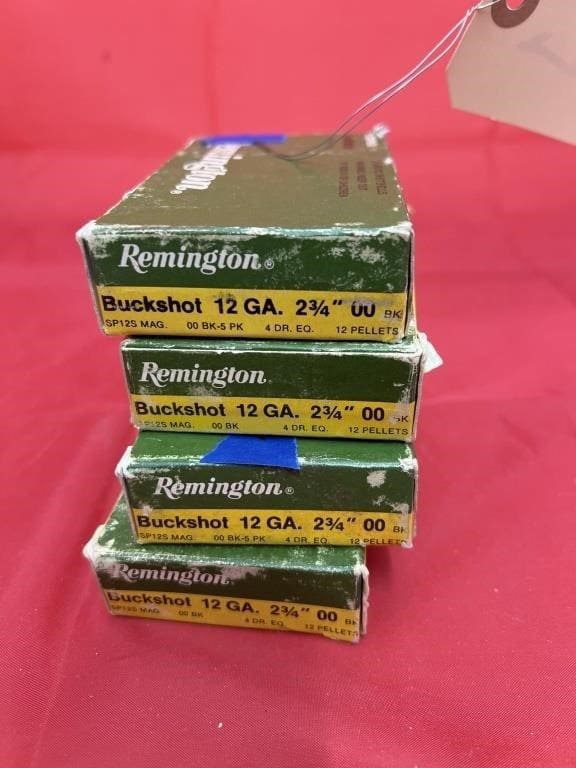 Remington®
Buckshot 12 GA. 2¾" 00 BK
SP12S MAG. 00 BK-5 PK 4 DR. EQ. 12 PELLETS
Remington
Buckshot 12 GA. 2¾" 00 BK
SP12S MAG. 00 BK 4 DR. EQ. 12 PELLETS
Remington®
Buckshot 12 GA. 2¾" 00 BK
SP12S MAG. 00 BK-5 PK 4 DR. EQ. 12 PELLETS
Remington
Buckshot 12 GA. 2¾" 00 BK
SP12S MAG 00 BK 4 DR. EQ. 12 PELLETS